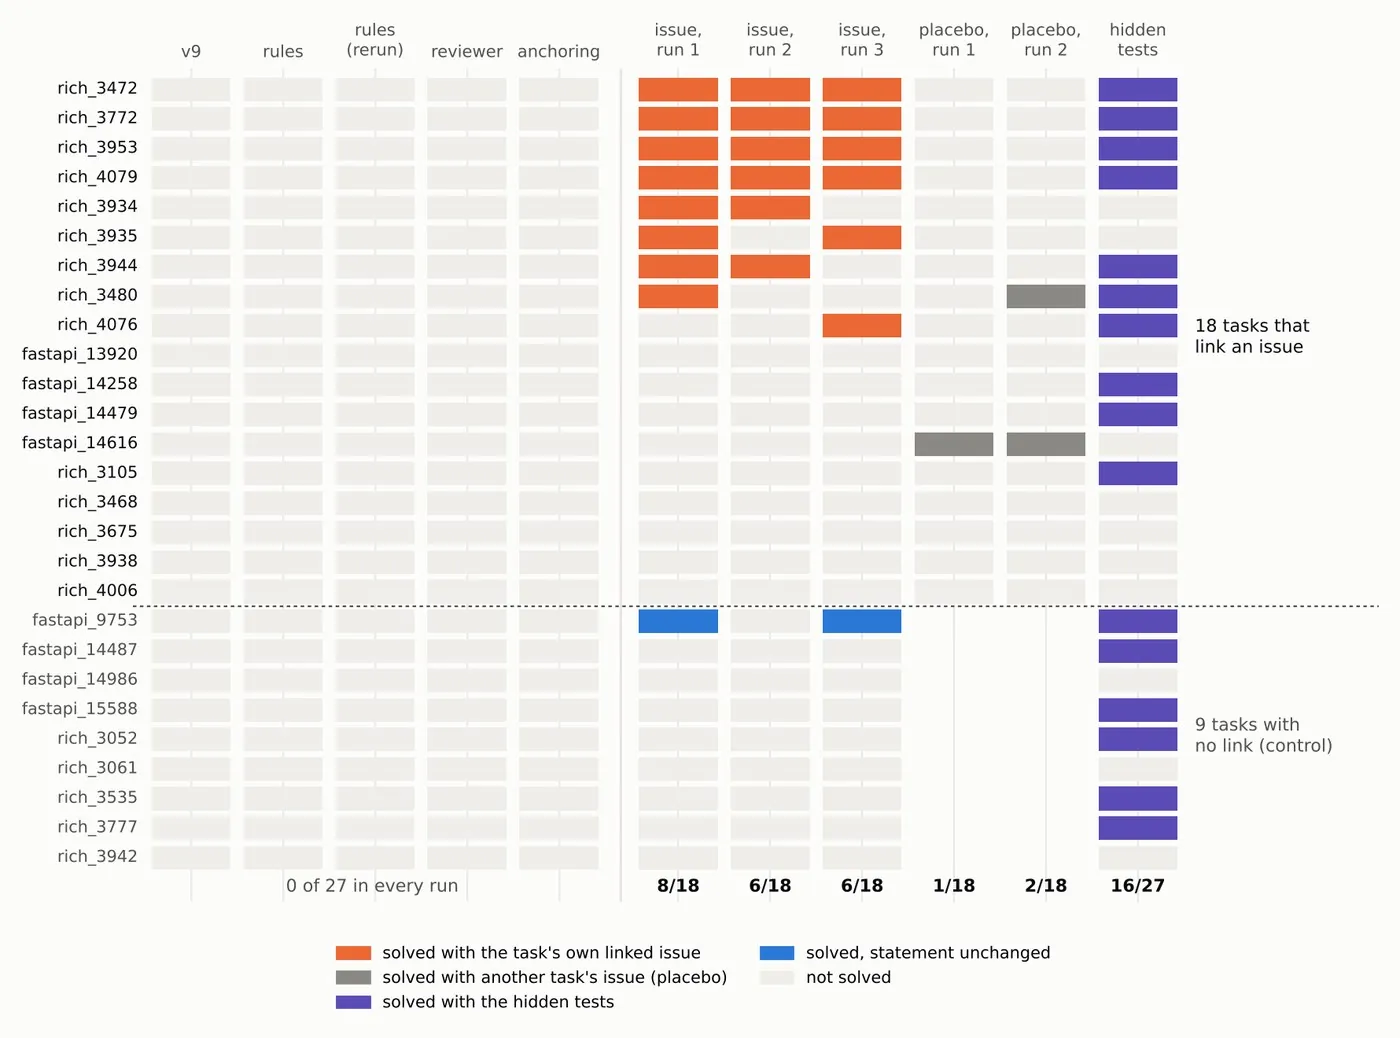 v9
rules
rules
(rerun)
reviewer
anchoring
issue,
run 1
issue,
run 2
issue,
run 3
placebo,
run 1
placebo,
run 2
hidden
tests
rich_3472
rich_3772
rich_3953
rich_4079
rich_3934
rich_3935
rich_3944
rich_3480
rich_4076
fastapi_13920
fastapi_14258
fastapi_14479
fastapi_14616
rich_3105
rich_3468
rich_3675
rich_3938
rich_4006
18 tasks that
link an issue
fastapi_9753
fastapi_14487
fastapi_14986
fastapi_15588
rich_3052
rich_3061
rich_3535
rich_3777
rich_3942
9 tasks with
no link (control)
0 of 27 in every run
8/18
6/18
6/18
1/18
2/18
16/27
solved with the task's own linked issue
solved with another task's issue (placebo)
solved with the hidden tests
solved, statement unchanged
not solved